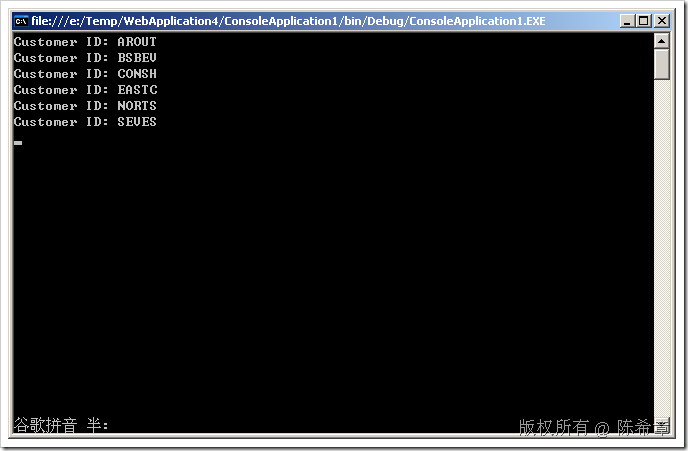 file:///e:/Temp/WebApplication4/ConsoleApplication1/bin/Debug/ConsoleApplication1.EXE
Customer ID: AROUT
Customer ID: BSBEV
Customer ID: CONSH
Customer ID: EASTC
Customer ID: NORTS
Customer ID: SEVES
谷歌拼音 半:
版权所有 @ 陈希章